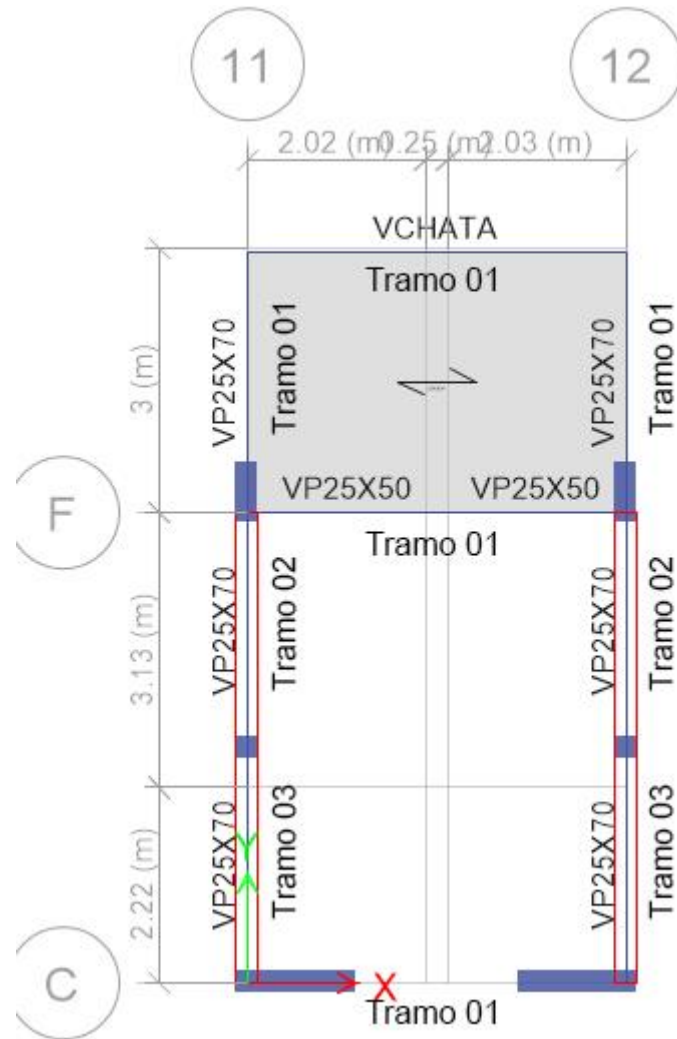 11
12
2.02 (m)
0.25 (m)
2.03 (m)
VCHATA
Tramo 01
VP25X70
Tramo 01
VP25X70
Tramo 01
3 (m)
VP25X50
VP25X50
F
Tramo 01
VP25X70
Tramo 02
VP25X70
Tramo 02
3.13 (m)
VP25X70
Tramo 03
VP25X70
Tramo 03
2.22 (m)
Y
C
X
Tramo 01